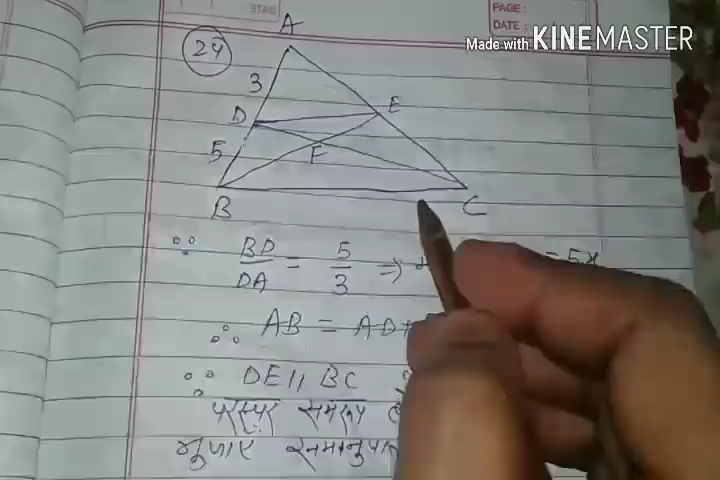 PAGE:
DATE:
Made with KINEMASTER
24
A
3
D E
5 F
B C
∵ BD/DA = 5/3 ⇒ = 5x
∴ AB = AD+
∵ DE || BC
परस्पर समरूप
भुजाएं समानुपात